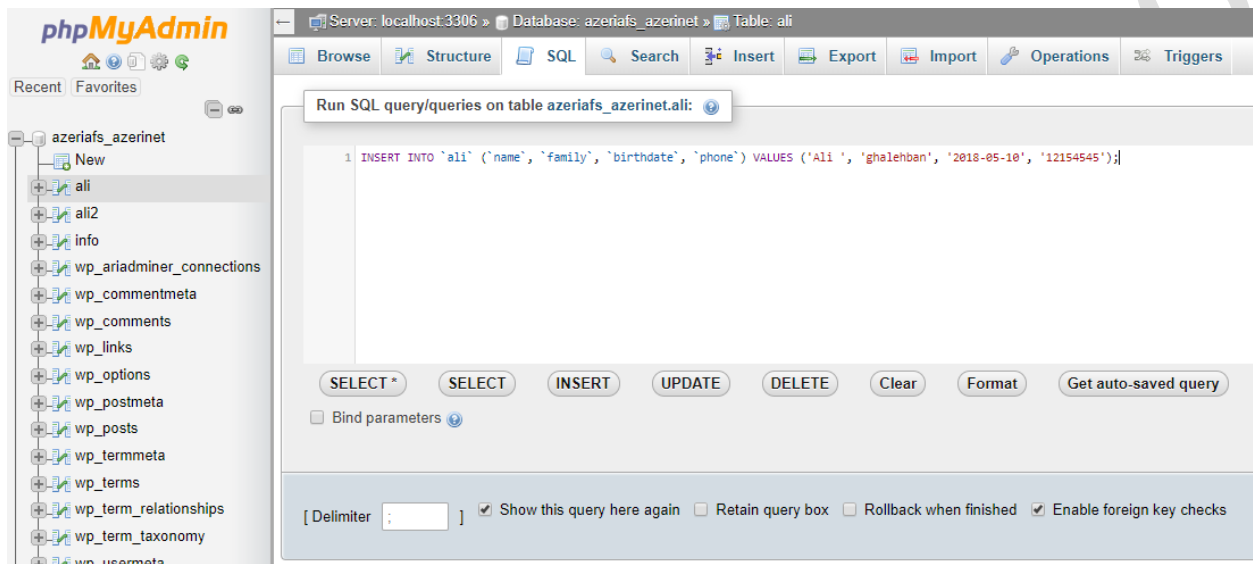 phpMyAdmin
Recent Favorites
azeriafs_azerinet
New
ali
ali2
info
wp_ariadminer_connections
wp_commentmeta
wp_comments
wp_links
wp_options
wp_postmeta
wp_posts
wp_termmeta
wp_terms
wp_term_relationships
wp_term_taxonomy
wp_usermeta
Server: localhost:3306 » Database: azeriafs_azerinet » Table: ali
Browse Structure SQL Search Insert Export Import Operations Triggers
Run SQL query/queries on table azeriafs_azerinet.ali:
1 INSERT INTO `ali` (`name`, `family`, `birthdate`, `phone`) VALUES ('Ali ', 'ghalehban', '2018-05-10', '12154545');
SELECT * SELECT INSERT UPDATE DELETE Clear Format Get auto-saved query
Bind parameters
[ Delimiter ; ] Show this query here again Retain query box Rollback when finished Enable foreign key checks